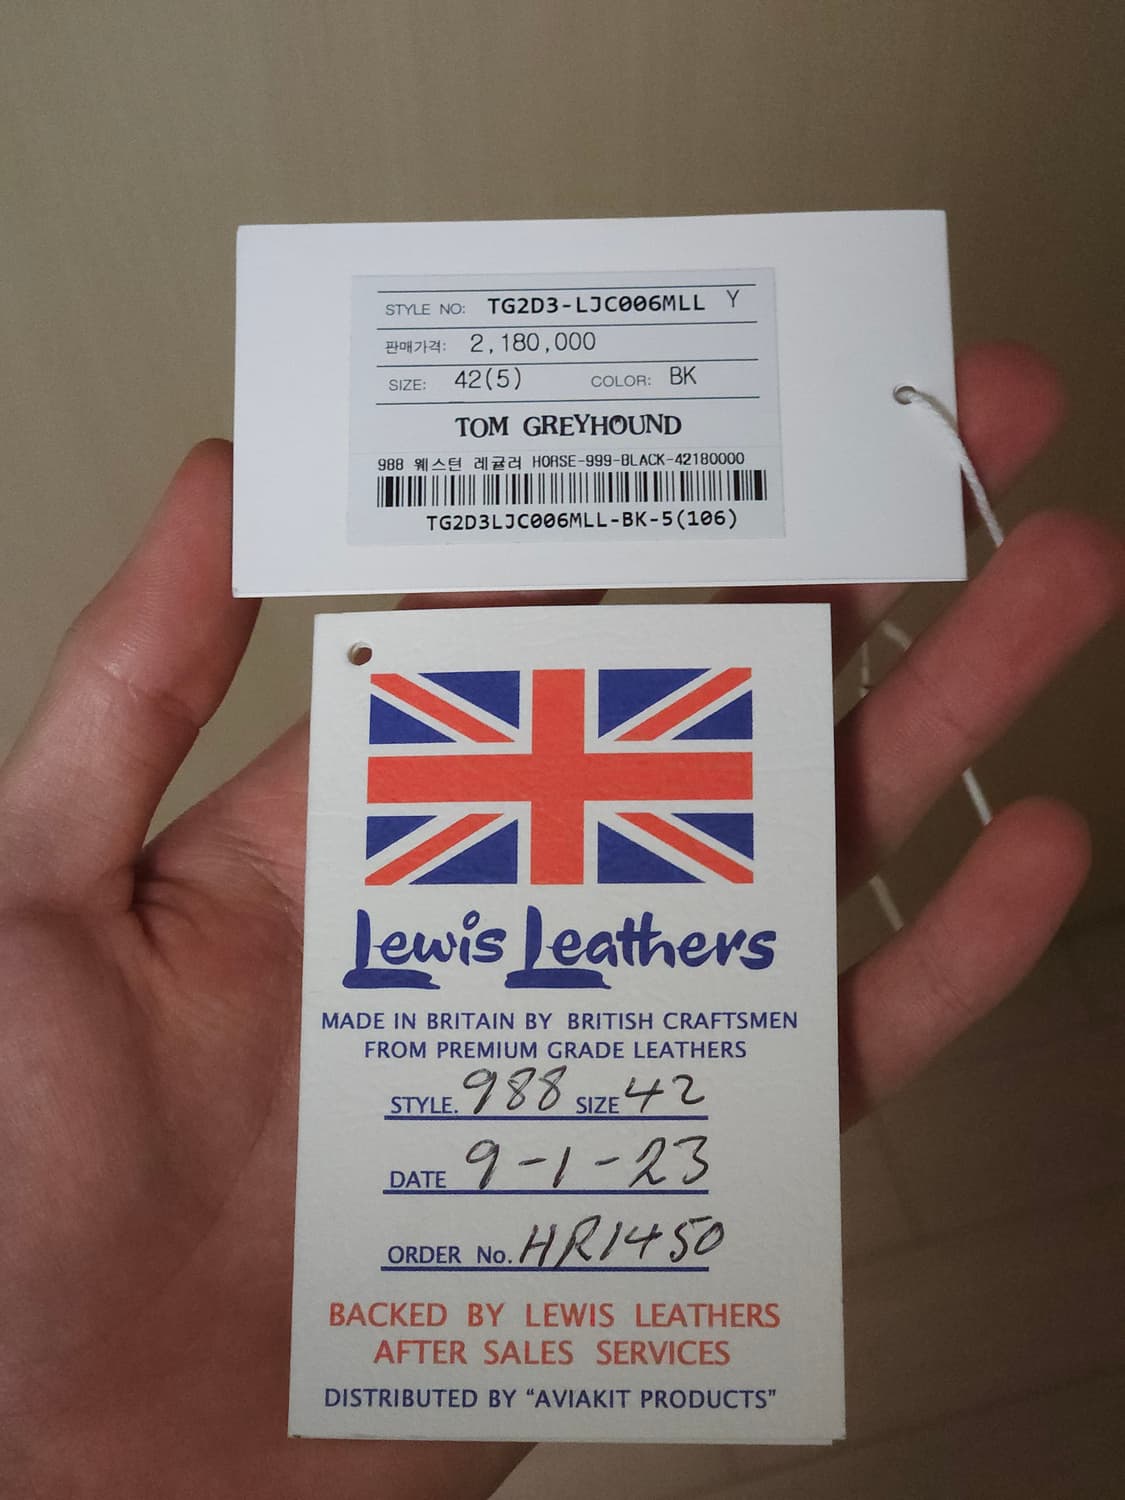 STYLE NO: TG2D3-LJC006MLL Y
판매가격: 2,180,000
SIZE: 42(5) COLOR: BK
TOM GREYHOUND
988 웨스턴 레귤러 HORSE-999-BLACK-42180000
TG2D3LJC006MLL-BK-5(106)
Lewis Leathers
MADE IN BRITAIN BY BRITISH CRAFTSMEN
FROM PREMIUM GRADE LEATHERS
STYLE. 988 SIZE 42
DATE 9-1-23
ORDER No. HR1450
BACKED BY LEWIS LEATHERS
AFTER SALES SERVICES
DISTRIBUTED BY "AVIAKIT PRODUCTS"